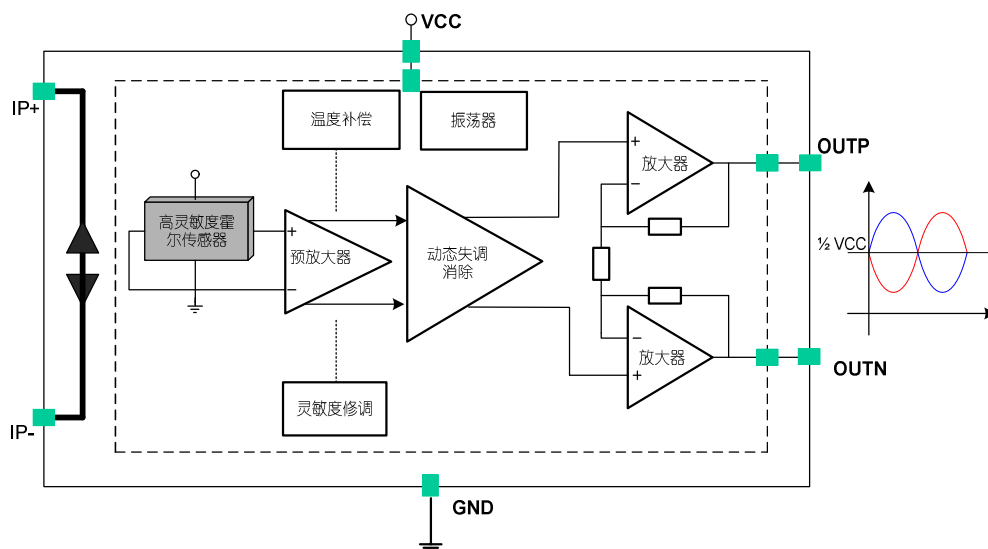 VCC
IP+
温度补偿
振荡器
OUTP
放大器
+
−
高灵敏度霍
尔传感器
+
预放大器
−
动态失调
消除
½ VCC
−
放大器
+
OUTN
灵敏度修调
IP-
GND